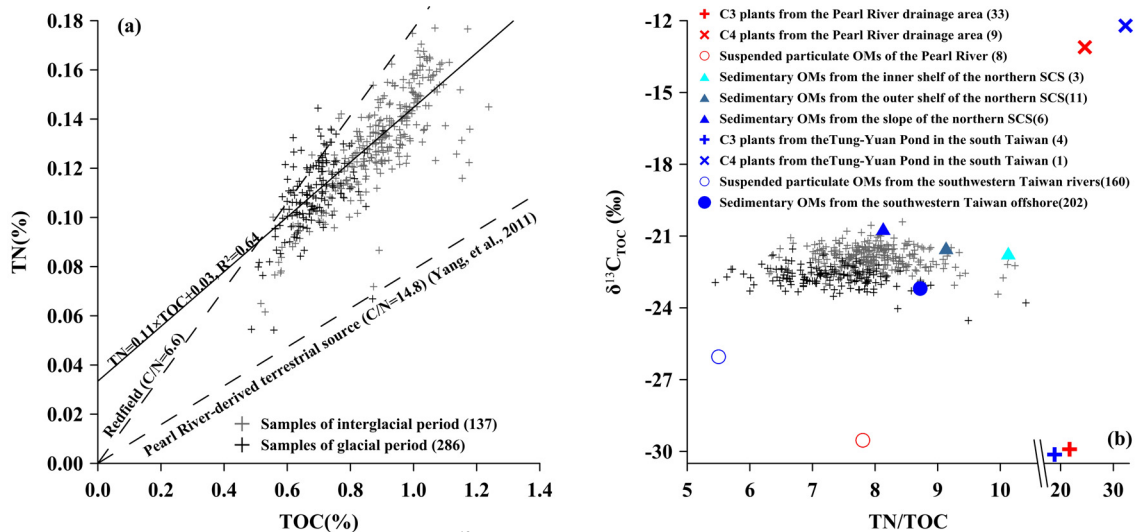 (a)
0.16
0.14
0.12
0.10
0.08
0.06
0.04
0.02
0.00
TN(%)
0.0 0.2 0.4 0.6 0.8 1.0 1.2 1.4
TOC(%)
TN=0.11×TOC+0.03, R²=0.64
Redfield (C/N=6.6)
Pearl River-derived terrestrial source (C/N=14.8) (Yang, et al., 2011)
Samples of interglacial period (137)
Samples of glacial period (286)
C3 plants from the Pearl River drainage area (33)
C4 plants from the Pearl River drainage area (9)
Suspended particulate OMs of the Pearl River (8)
Sedimentary OMs from the inner shelf of the northern SCS (3)
Sedimentary OMs from the outer shelf of the northern SCS(11)
Sedimentary OMs from the slope of the northern SCS(6)
C3 plants from theTung-Yuan Pond in the south Taiwan (4)
C4 plants from theTung-Yuan Pond in the south Taiwan (1)
Suspended particulate OMs from the southwestern Taiwan rivers(160)
Sedimentary OMs from the southwestern Taiwan offshore(202)
-12
-15
-18
-21
-24
-27
-30
δ¹³C_TOC (‰)
(b)
5 6 7 8 9 10 20 30
TN/TOC